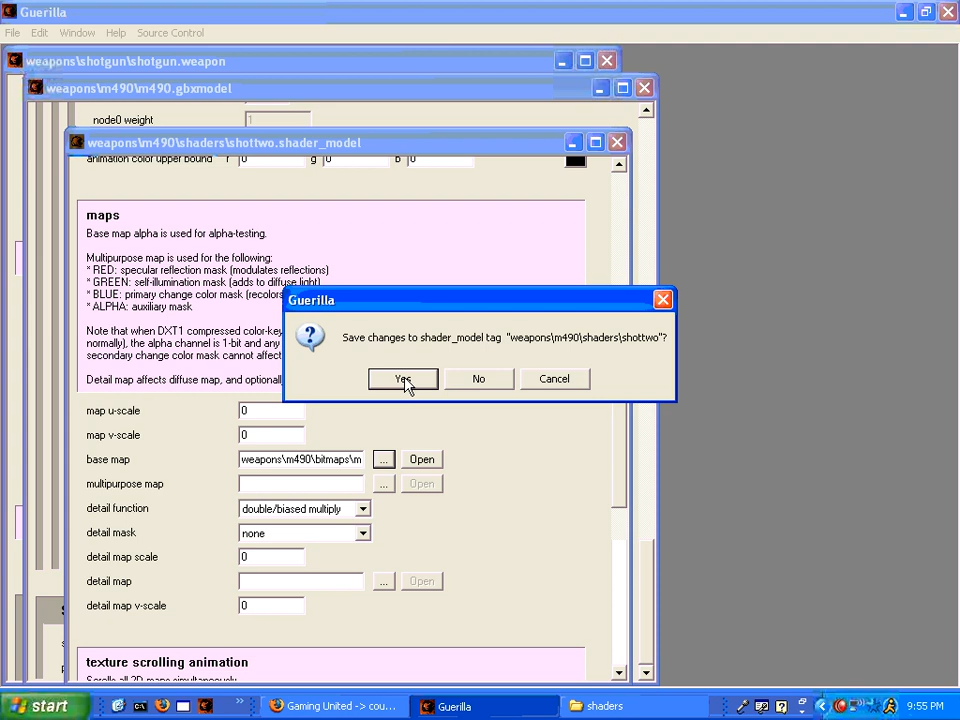 Guerilla
File Edit Window Help Source Control
weapons\shotgun\shotgun.weapon
weapons\m490\m490.gbxmodel
node0 weight 1
weapons\m490\shaders\shottwo.shader_model
animation color upper bound r 0 g 0 b 0
maps
Base map alpha is used for alpha-testing.
Multipurpose map is used for the following:
* RED: specular reflection mask (modulates reflections)
* GREEN: self-illumination mask (adds to diffuse light)
* BLUE: primary change color mask (recolors
* ALPHA: auxiliary mask
Note that when DXT1 compressed color-key
normally), the alpha channel is 1-bit and any
secondary change color mask cannot affect
Detail map affects diffuse map, and optionally
Guerilla
Save changes to shader_model tag "weapons\m490\shaders\shottwo"?
Yes No Cancel
map u-scale 0
map v-scale 0
base map weapons\m490\bitmaps\m ... Open
multipurpose map ... Open
detail function double/biased multiply
detail mask none
detail map scale 0
detail map ... Open
detail map v-scale 0
texture scrolling animation
Scrolls all 2D maps simultaneously.
start Gaming United -> cou... Guerilla shaders 9:55 PM